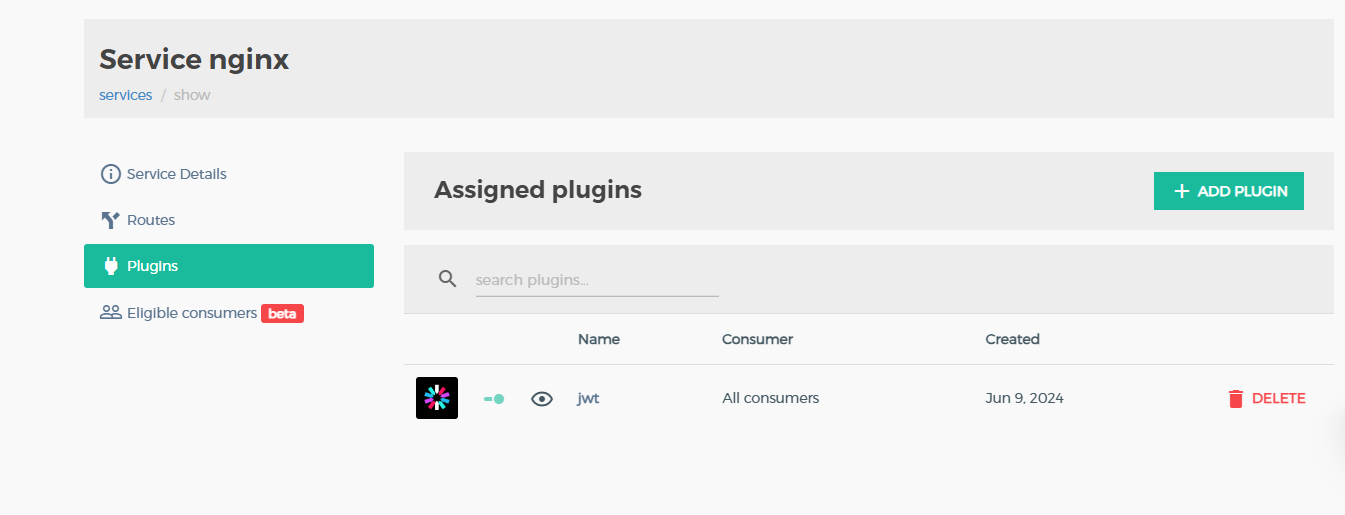 Service nginx
services / show
Service Details
Routes
Plugins
Eligible consumers beta
Assigned plugins
ADD PLUGIN
search plugins...
Name Consumer Created
jwt All consumers Jun 9, 2024 DELETE